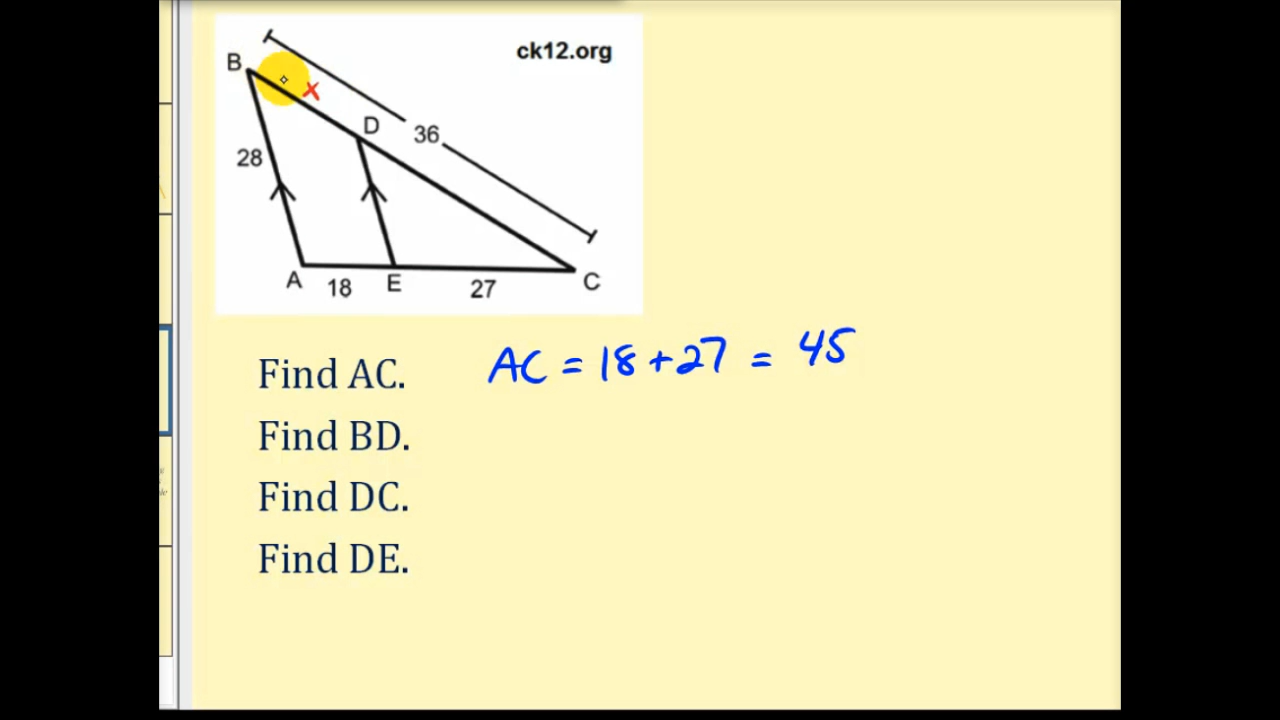 ck12.org
B
x
D
36
28
A
18
E
27
C
Find AC. AC = 18 + 27 = 45
Find BD.
Find DC.
Find DE.